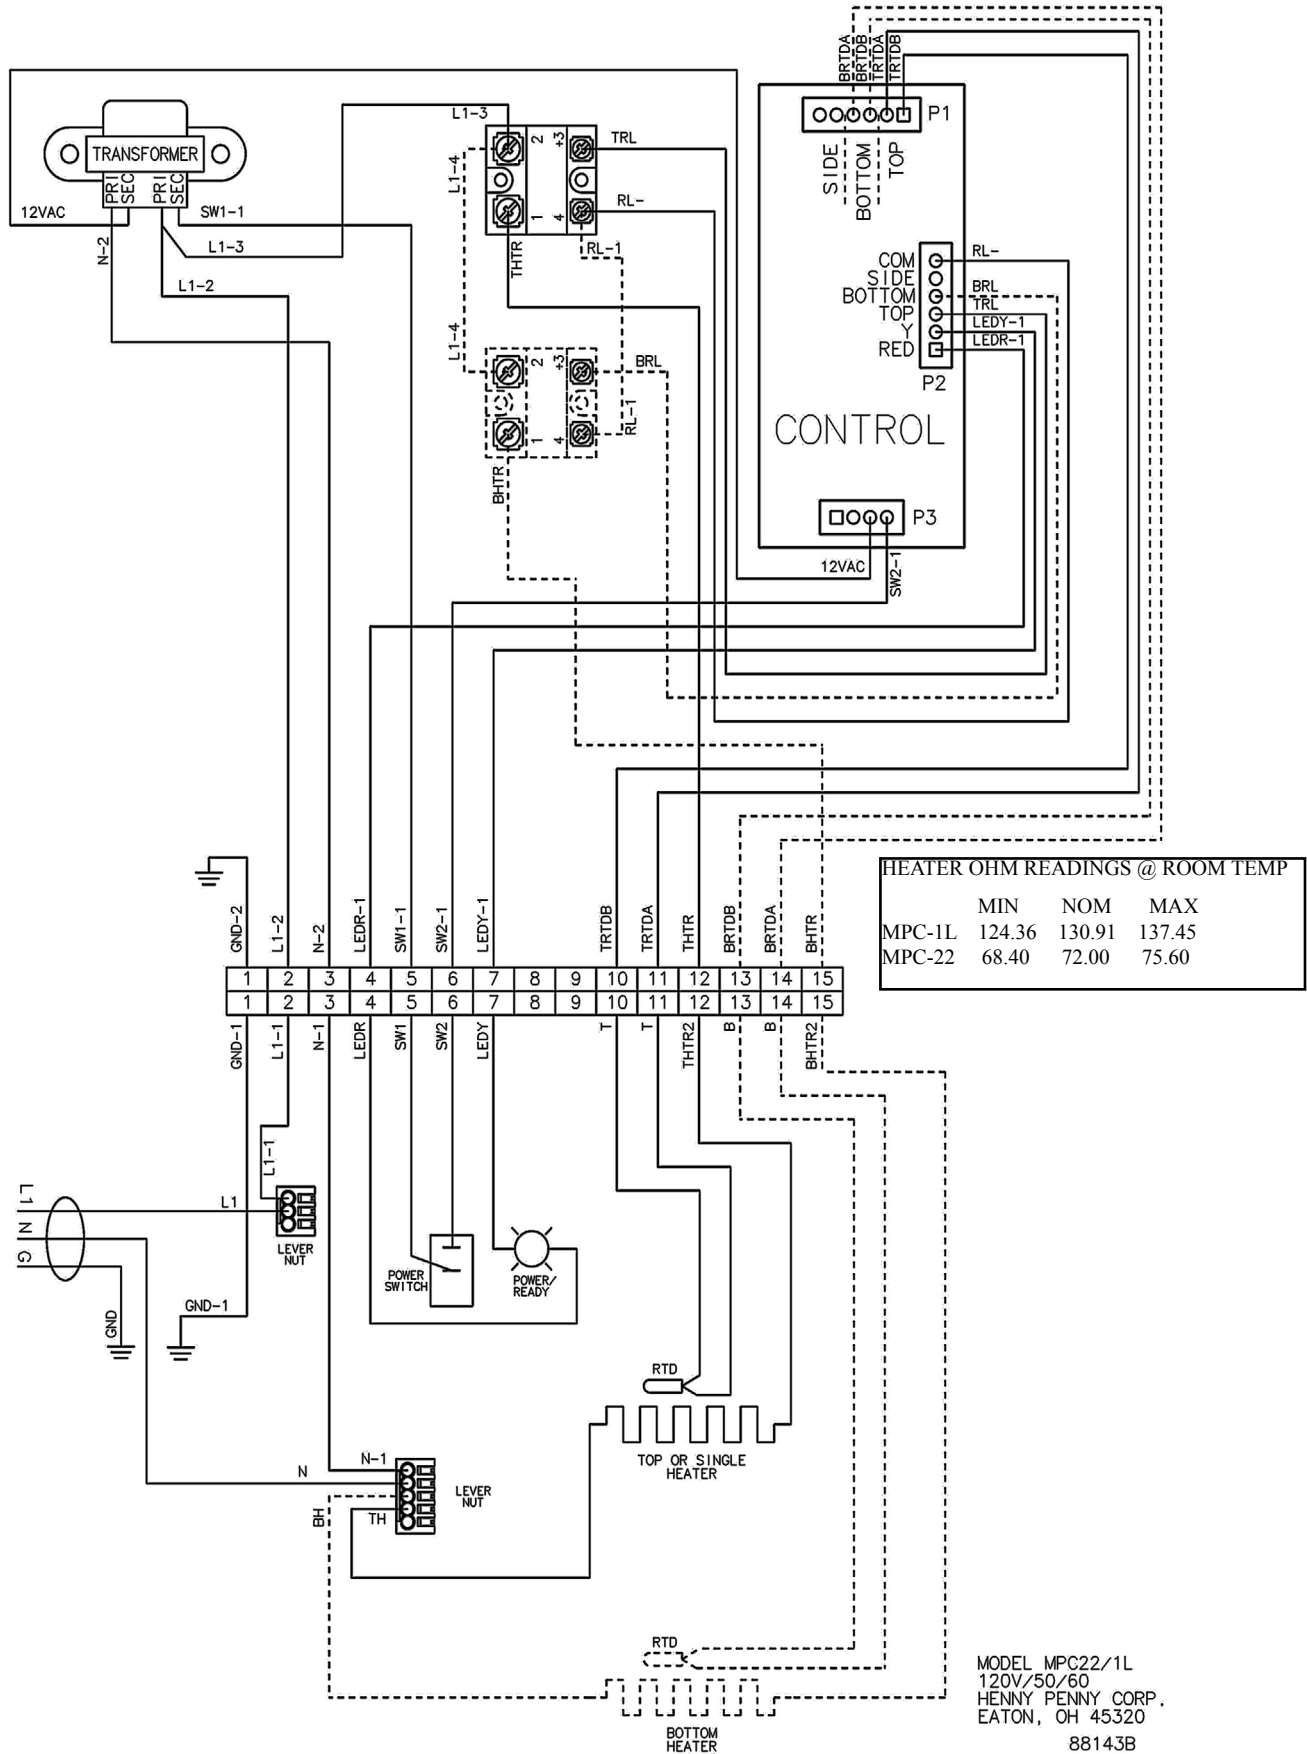 BRTDA
BRTDB
TRTDA
TRTDB
P1
SIDE
BOTTOM
TOP
TRANSFORMER
PRI
SEC
PRI
SEC
12VAC
N-2
SW1-1
L1-3
L1-2
L1-3
L1-4
2
+3
1
4
TRL
RL-
RL-1
THTR
L1-4
2
+3
1
4
BRL
RL-1
BHTR
COM
SIDE
BOTTOM
TOP
Y
RED
RL-
BRL
TRL
LEDY-1
LEDR-1
P2
CONTROL
P3
12VAC
SW2-1
HEATER OHM READINGS @ ROOM TEMP
MIN NOM MAX
MPC-1L 124.36 130.91 137.45
MPC-22 68.40 72.00 75.60
GND-2
L1-2
N-2
LEDR-1
SW1-1
SW2-1
LEDY-1
TRTDB
TRTDA
THTR
BRTDB
BRTDA
BHTR
1 2 3 4 5 6 7 8 9 10 11 12 13 14 15
1 2 3 4 5 6 7 8 9 10 11 12 13 14 15
GND-1
L1-1
N-1
LEDR
SW1
SW2
LEDY
T
T
THTR2
B
B
BHTR2
L1-1
L1
N
G
L1
LEVER
NUT
GND
GND-1
POWER
SWITCH
POWER/
READY
RTD
TOP OR SINGLE
HEATER
N-1
N
BH
TH
LEVER
NUT
RTD
BOTTOM
HEATER
MODEL MPC22/1L
120V/50/60
HENNY PENNY CORP.
EATON, OH 45320
88143B